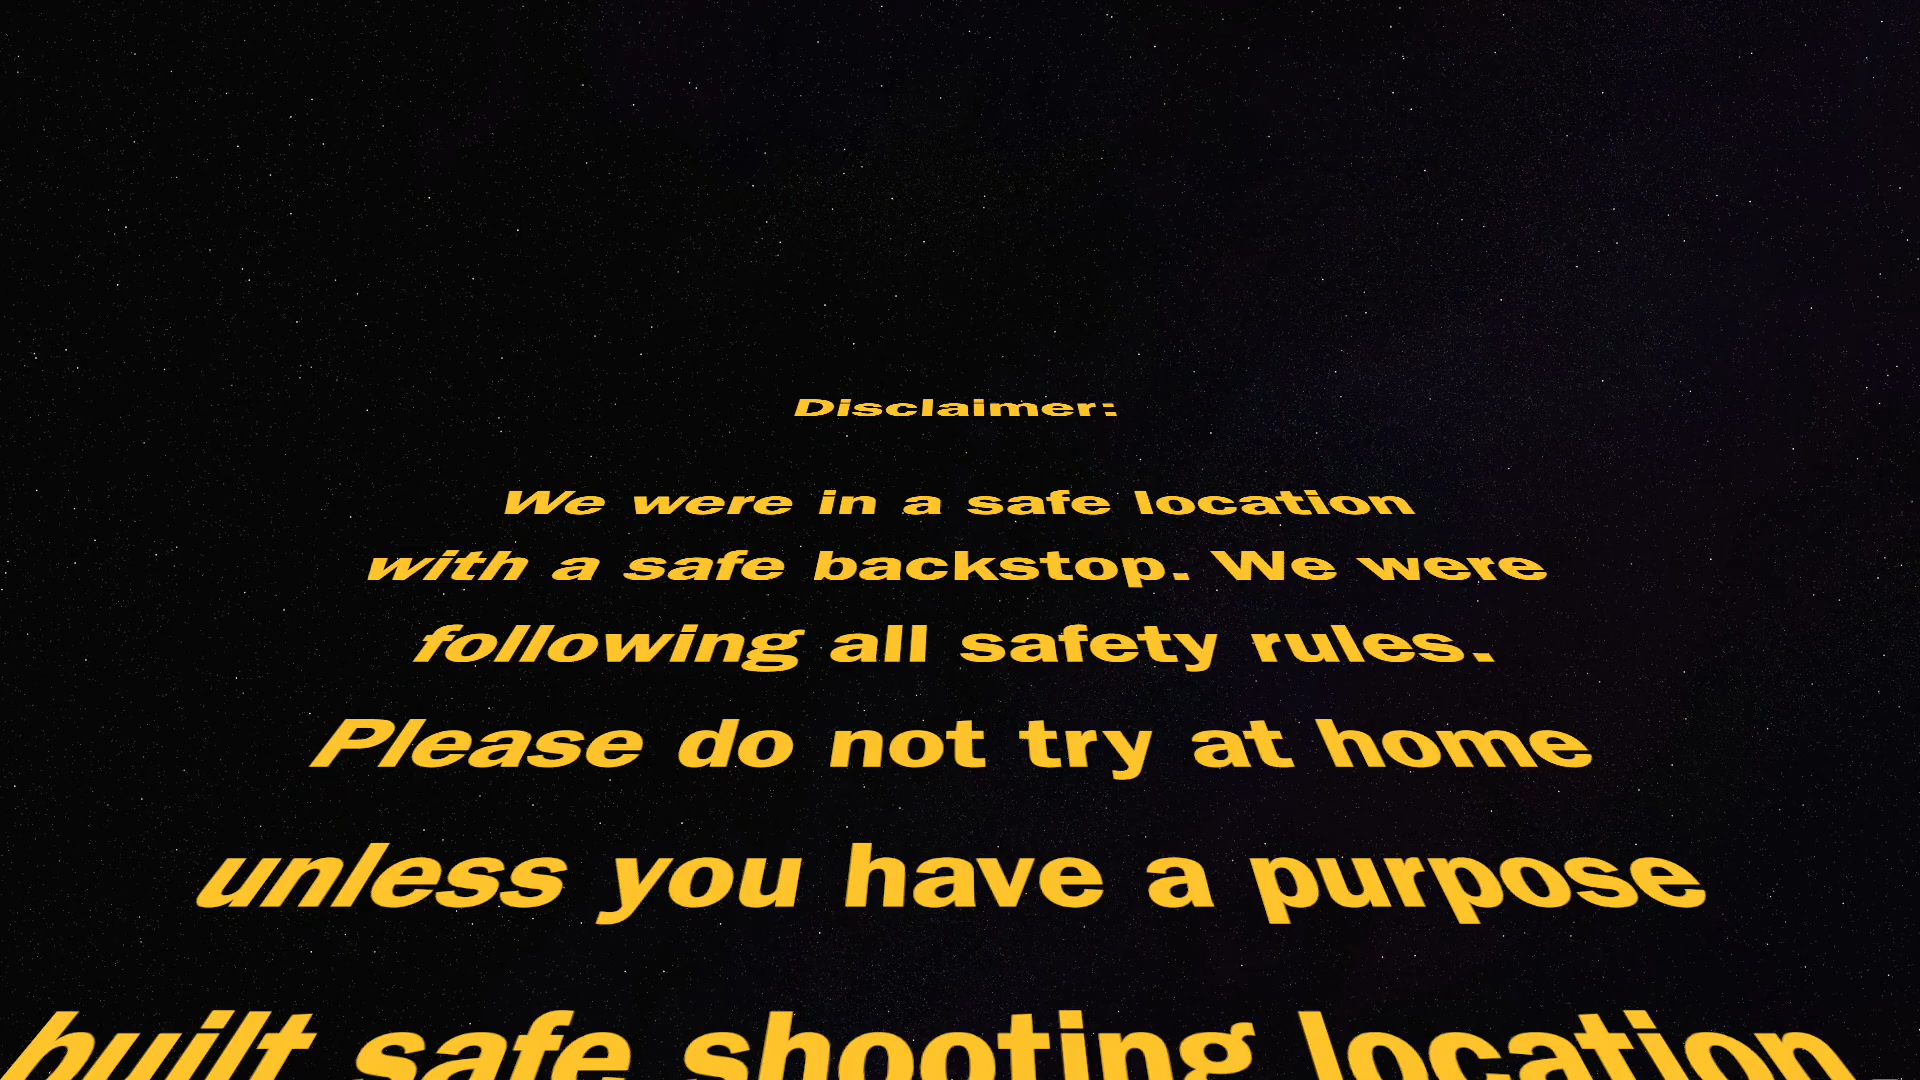 Disclaimer:
We were in a safe location
with a safe backstop. We were
following all safety rules.
Please do not try at home
unless you have a purpose
built safe shooting location